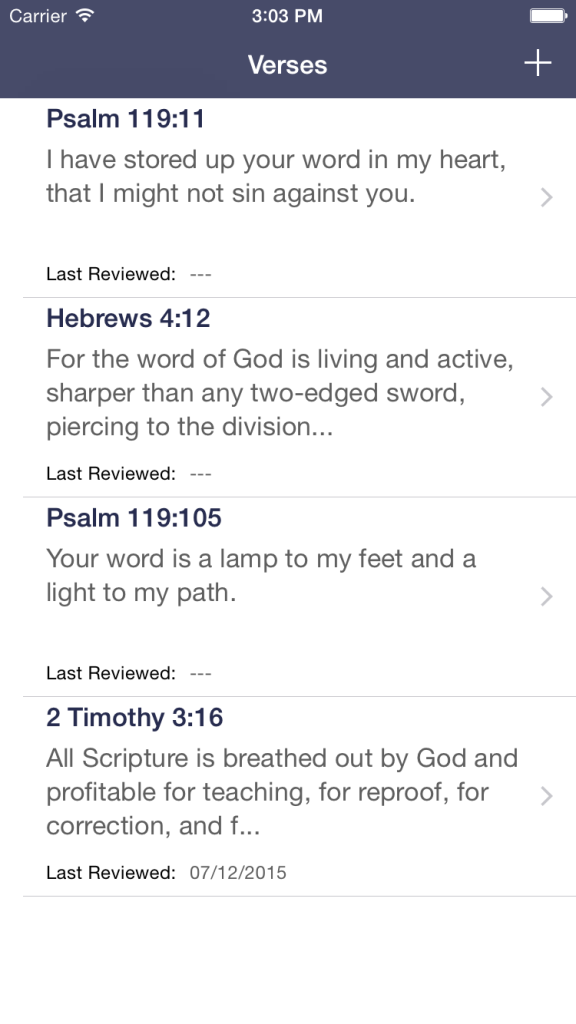 Carrier 3:03 PM
Verses +
Psalm 119:11
I have stored up your word in my heart,
that I might not sin against you.
Last Reviewed: ---
Hebrews 4:12
For the word of God is living and active,
sharper than any two-edged sword,
piercing to the division...
Last Reviewed: ---
Psalm 119:105
Your word is a lamp to my feet and a
light to my path.
Last Reviewed: ---
2 Timothy 3:16
All Scripture is breathed out by God and
profitable for teaching, for reproof, for
correction, and f...
Last Reviewed: 07/12/2015